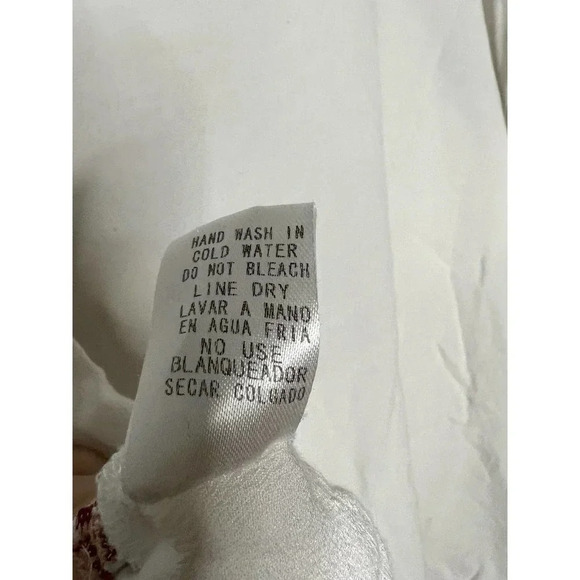 HAND WASH IN
COLD WATER
DO NOT BLEACH
LINE DRY
LAVAR A MANO
EN AGUA FRIA
NO USE
BLANQUEADOR
SECAR COLGADO